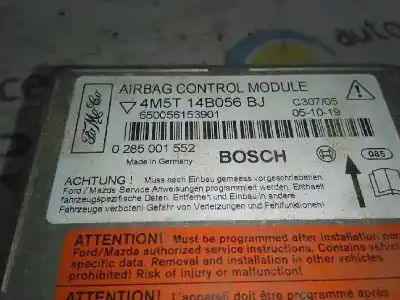 AIRBAG CONTROL MODULE
4M5T 14B056 BJ
C307/05
650056153901
05-10-19
FoMoCo
0 285 001 552
Made in Germany
BOSCH
085
ACHTUNG ! Muss nach Einbau gemaess vorgeschriebenen
Ford / Mazda Service Anweisungen programmiert werden. Enthaelt
fahrzeugspezifische Daten. Entfernen und Einbau in andere
Fahrzeuge verboten! Gefahr von Verletzungen und Fehlfunktionen!
ATTENTION! Must be programmed after installation per
Ford/Mazda authorized service instructions. Contains vehicle
specific data. Removal and installation in other vehicles
prohibited! Risk of injury or malfunction!
ATTENTION ! L'appareil doit être